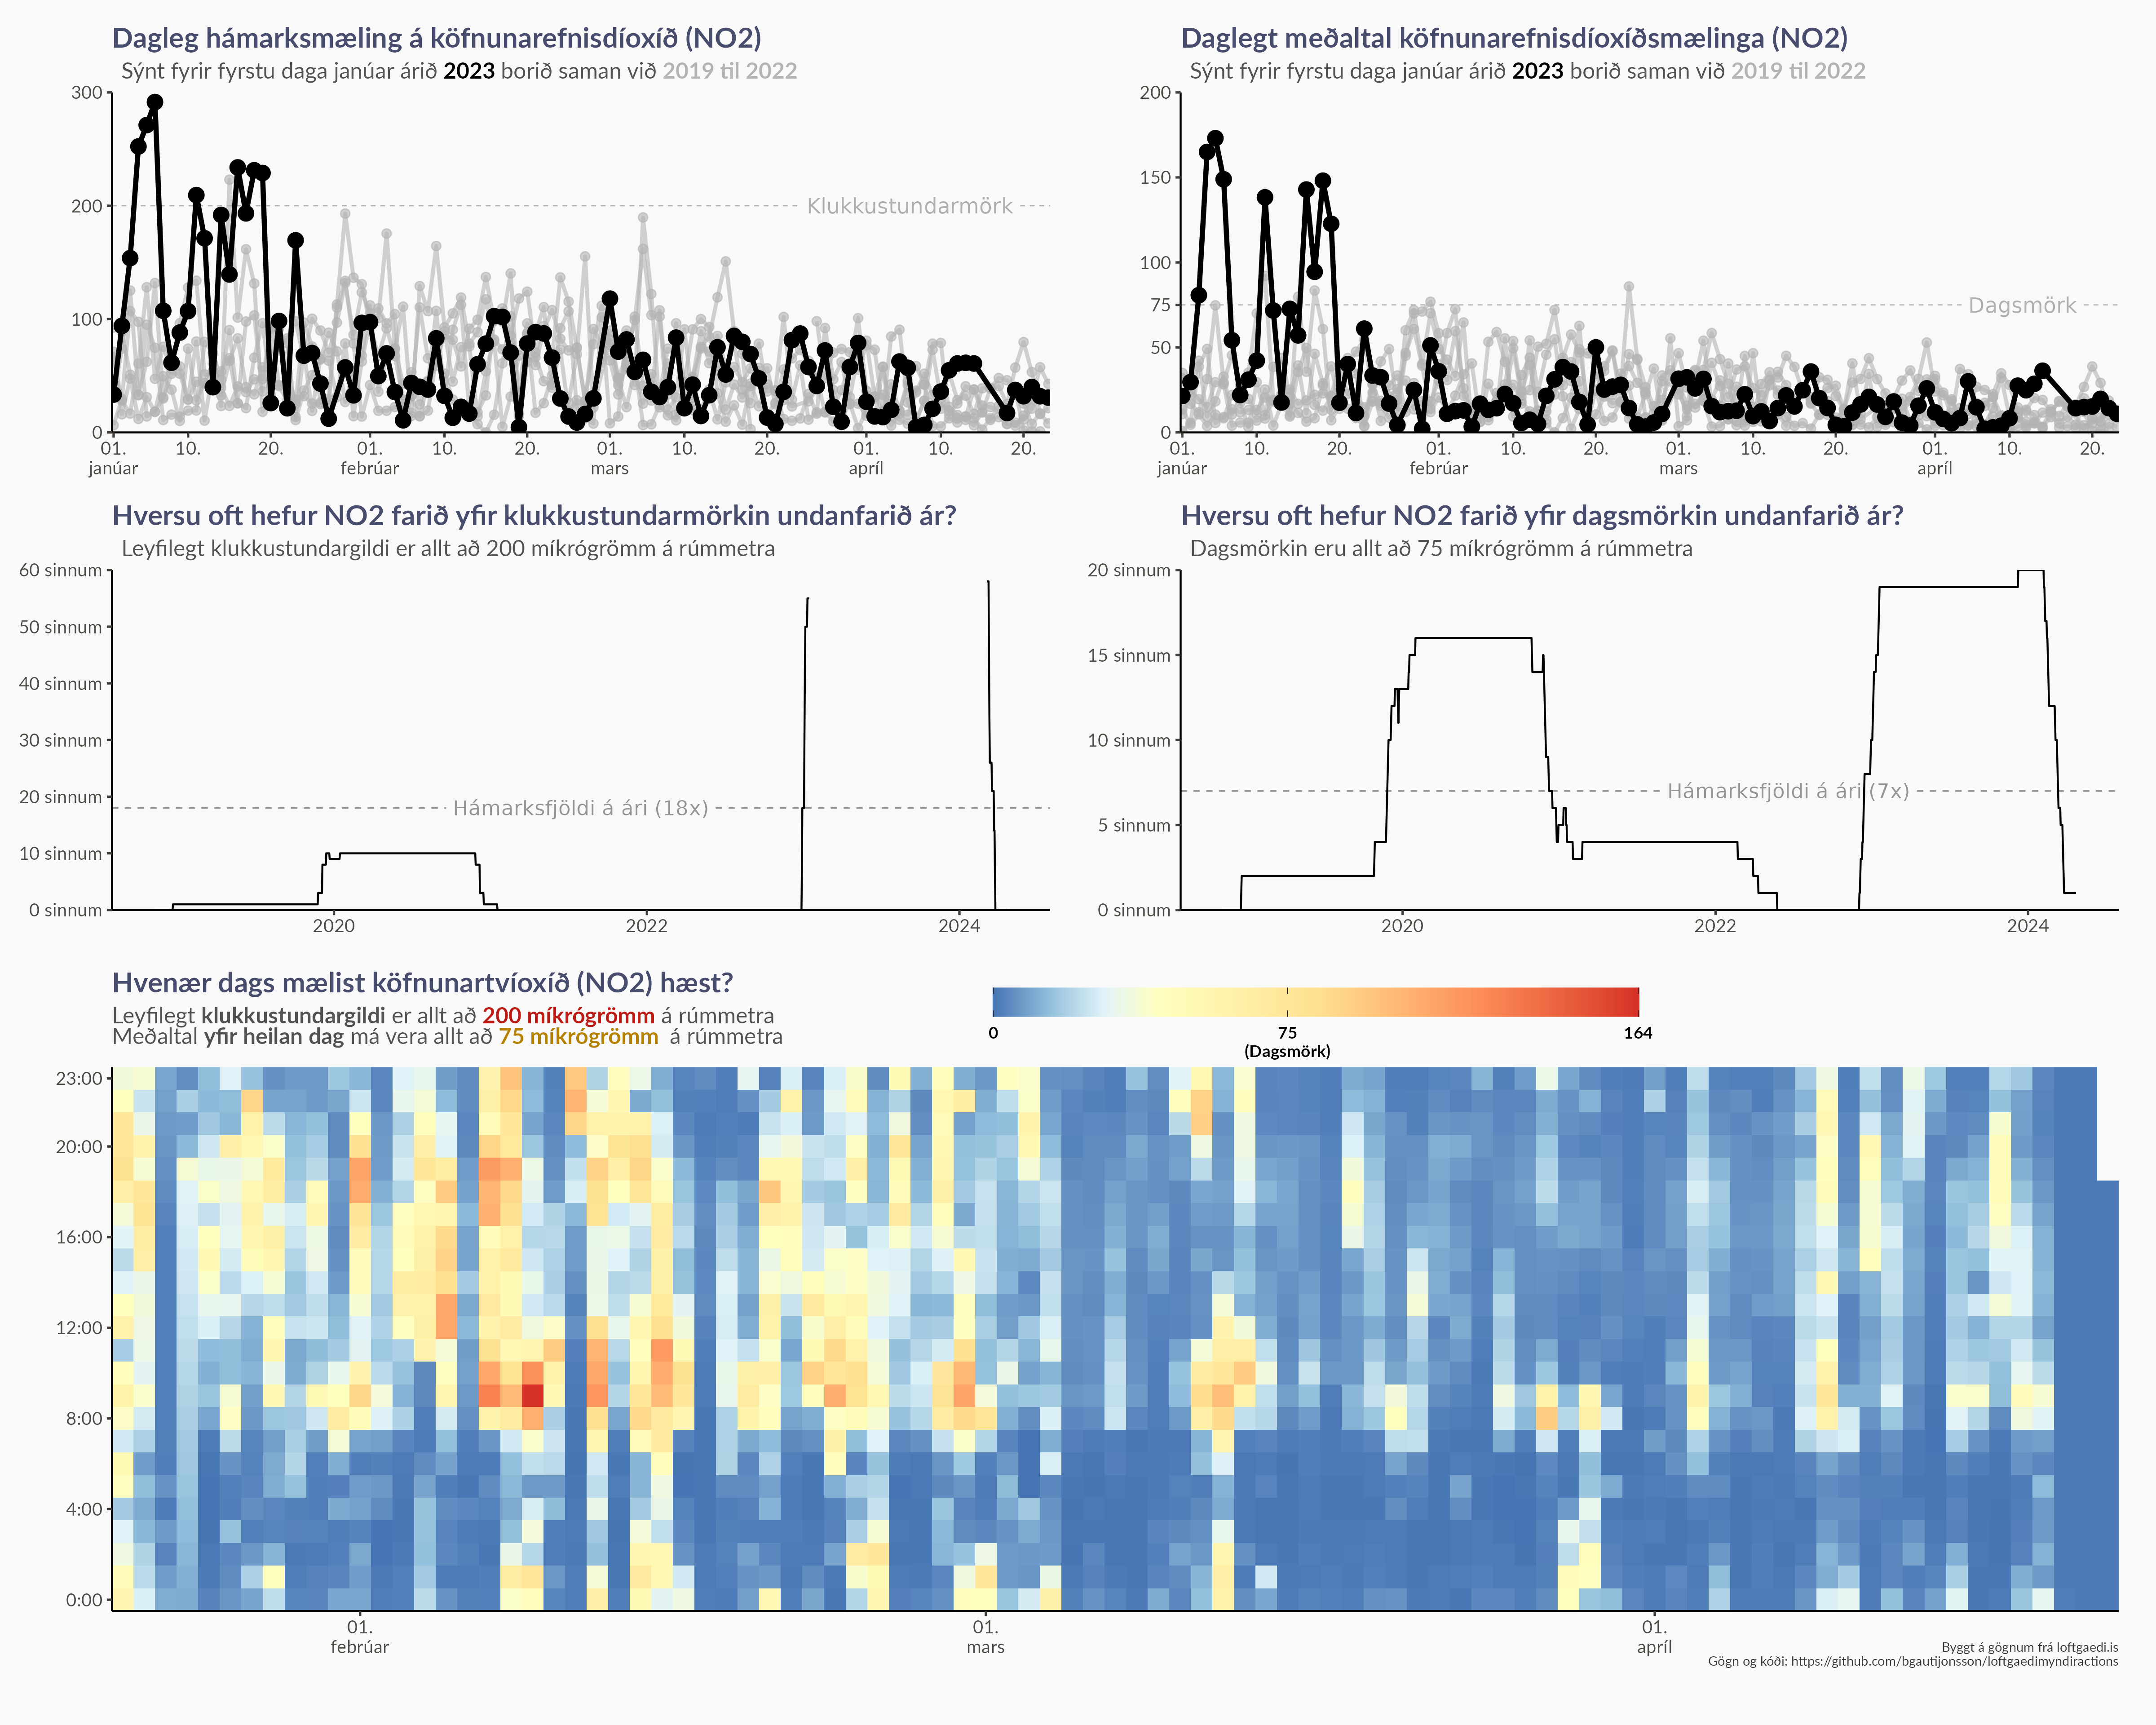 Dagleg hámarksmæling á köfnunarefnisdíoxíð (NO2)
Sýnt fyrir fyrstu daga janúar árið 2023 borið saman við 2019 til 2022
300
200
100
0
Klukkustundarmörk
01. 10. 20. 01. 10. 20. 01. 10. 20. 01. 10. 20.
janúar febrúar mars apríl
Daglegt meðaltal köfnunarefnisdíoxíðsmælinga (NO2)
Sýnt fyrir fyrstu daga janúar árið 2023 borið saman við 2019 til 2022
200
150
100
75
50
0
Dagsmörk
01. 10. 20. 01. 10. 20. 01. 10. 20. 01. 10. 20.
janúar febrúar mars apríl
Hversu oft hefur NO2 farið yfir klukkustundarmörkin undanfarið ár?
Leyfilegt klukkustundargildi er allt að 200 míkrógrömm á rúmmetra
60 sinnum
50 sinnum
40 sinnum
30 sinnum
20 sinnum
10 sinnum
0 sinnum
Hámarksfjöldi á ári (18x)
2020 2022 2024
Hversu oft hefur NO2 farið yfir dagsmörkin undanfarið ár?
Dagsmörkin eru allt að 75 míkrógrömm á rúmmetra
20 sinnum
15 sinnum
10 sinnum
5 sinnum
0 sinnum
Hámarksfjöldi á ári (7x)
2020 2022 2024
Hvenær dags mælist köfnunartvíoxíð (NO2) hæst?
Leyfilegt klukkustundargildi er allt að 200 míkrógrömm á rúmmetra
Meðaltal yfir heilan dag má vera allt að 75 míkrógrömm á rúmmetra
0 75 164
(Dagsmörk)
23:00
20:00
16:00
12:00
8:00
4:00
0:00
01. 01. 01.
febrúar mars apríl
Byggt á gögnum frá loftgaedi.is
Gögn og kóði: https://github.com/bgautijonsson/loftgaedimyndiractions